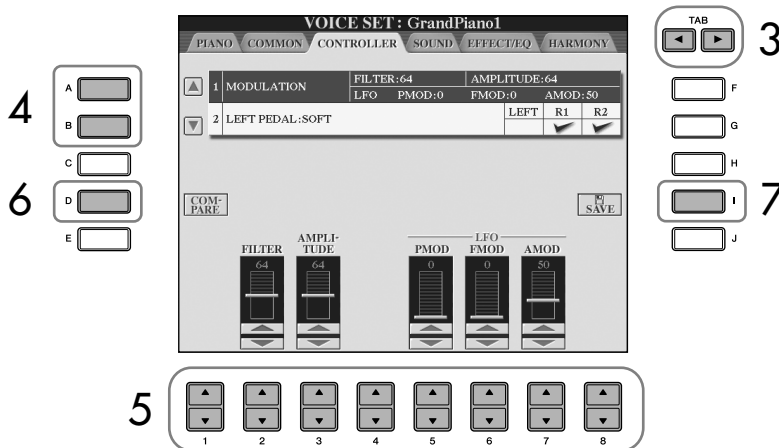 VOICE SET : GrandPiano1
PIANO COMMON CONTROLLER SOUND EFFECT/EQ HARMONY
TAB
3
1 MODULATION FILTER:64 AMPLITUDE:64
LFO PMOD:0 FMOD:0 AMOD:50
2 LEFT PEDAL:SOFT LEFT R1 R2
4
A
B
C
6
D
E
F
G
H
I
7
J
COM-
PARE
SAVE
FILTER
AMPLI-
TUDE
LFO
PMOD FMOD AMOD
64 64 0 0 50
5
1 2 3 4 5 6 7 8